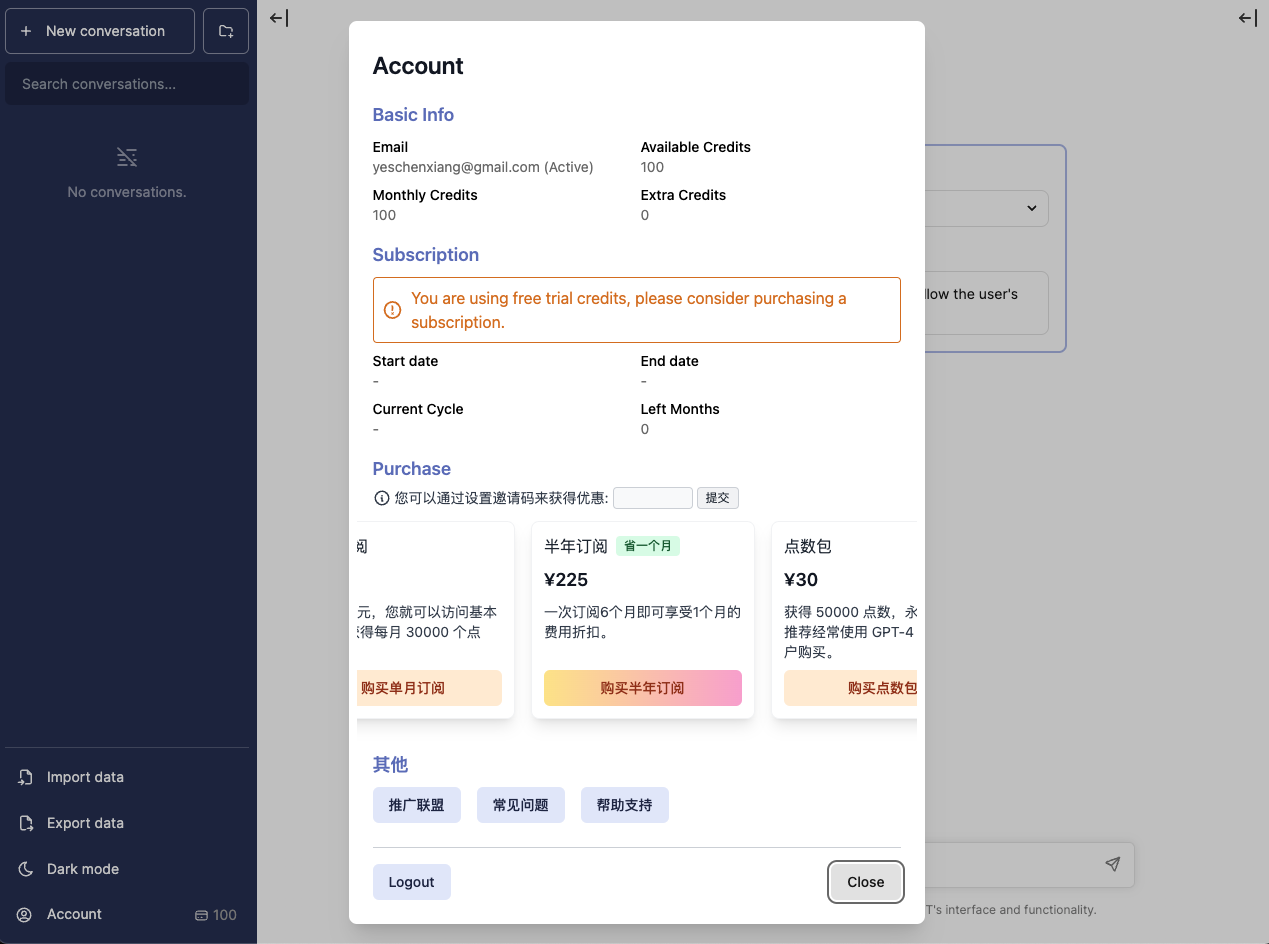 New conversation
Search conversations...
No conversations.
Import data
Export data
Dark mode
Account
100
Account
Basic Info
Email
yeschenxiang@gmail.com (Active)
Available Credits
100
Monthly Credits
100
Extra Credits
0
Subscription
You are using free trial credits, please consider purchasing a
subscription.
Start date
-
End date
-
Current Cycle
-
Left Months
0
Purchase
您可以通过设置邀请码来获得优惠:
提交
阅
元，您就可以访问基本
获得每月 30000 个点
购买单月订阅
半年订阅
省一个月
¥225
一次订阅6个月即可享受1个月的
费用折扣。
购买半年订阅
点数包
¥30
获得 50000 点数，永
推荐经常使用 GPT-4
户购买。
购买点数包
其他
推广联盟
常见问题
帮助支持
Logout
Close
llow the user's
T's interface and functionality.